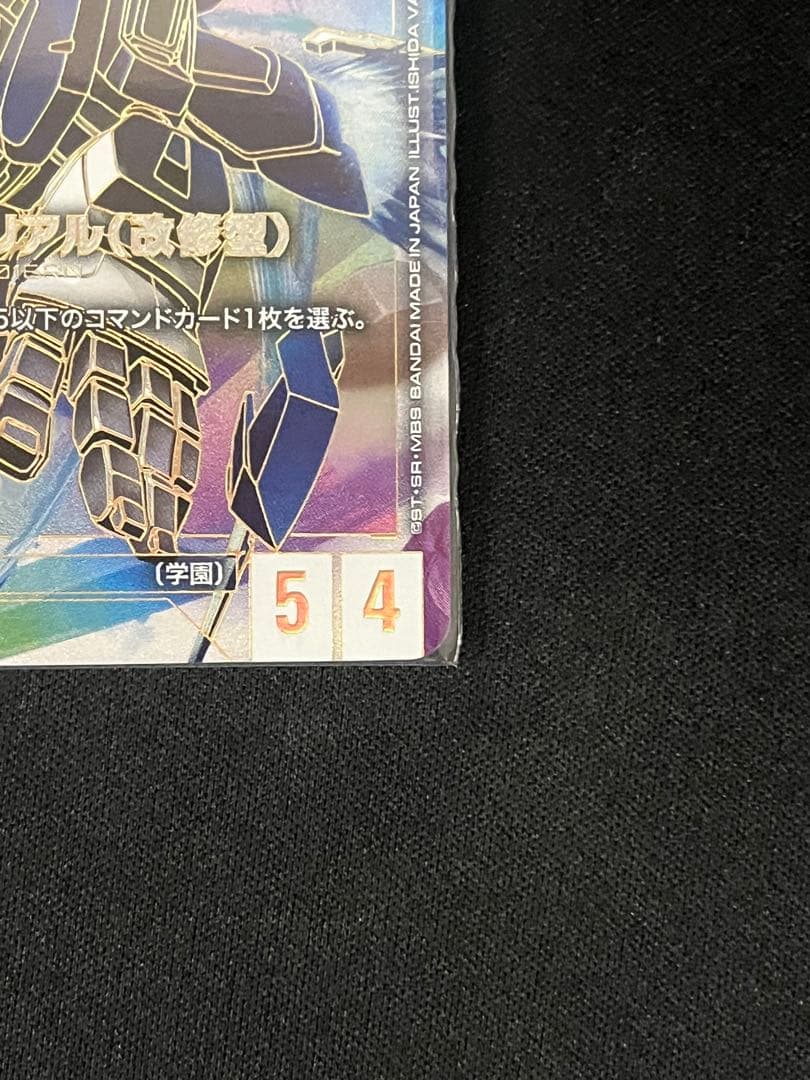 リアル(改修型)
5以下のコマンドカード1枚を選ぶ。
©ST・SR・MBS BANDAI MADE IN JAPAN ILLUST.ISHIDA
〔学園〕
5 4